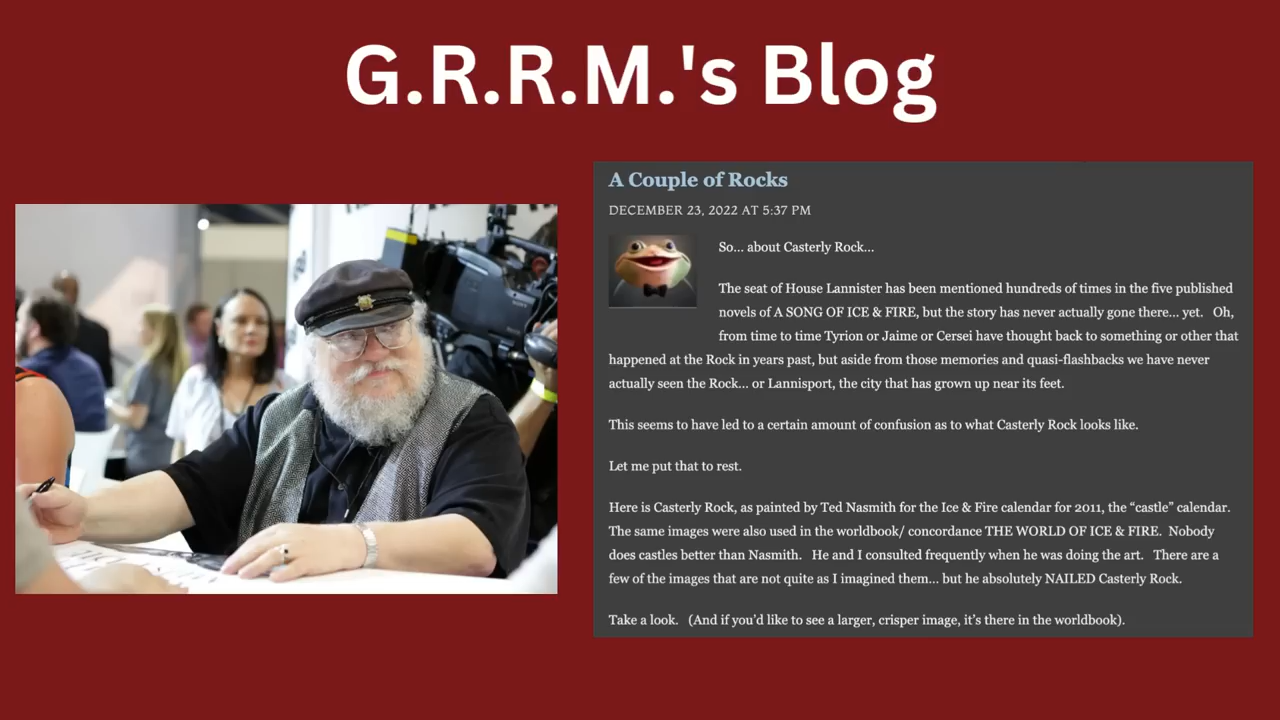 G.R.R.M.'s Blog
A Couple of Rocks
DECEMBER 23, 2022 AT 5:37 PM
So... about Casterly Rock...
The seat of House Lannister has been mentioned hundreds of times in the five published
novels of A SONG OF ICE & FIRE, but the story has never actually gone there... yet.   Oh,
from time to time Tyrion or Jaime or Cersei have thought back to something or other that
happened at the Rock in years past, but aside from those memories and quasi-flashbacks we have never
actually seen the Rock... or Lannisport, the city that has grown up near its feet.
This seems to have led to a certain amount of confusion as to what Casterly Rock looks like.
Let me put that to rest.
Here is Casterly Rock, as painted by Ted Nasmith for the Ice & Fire calendar for 2011, the “castle” calendar.
The same images were also used in the worldbook/ concordance THE WORLD OF ICE & FIRE.  Nobody
does castles better than Nasmith.   He and I consulted frequently when he was doing the art.   There are a
few of the images that are not quite as I imagined them... but he absolutely NAILED Casterly Rock.
Take a look.   (And if you’d like to see a larger, crisper image, it’s there in the worldbook).